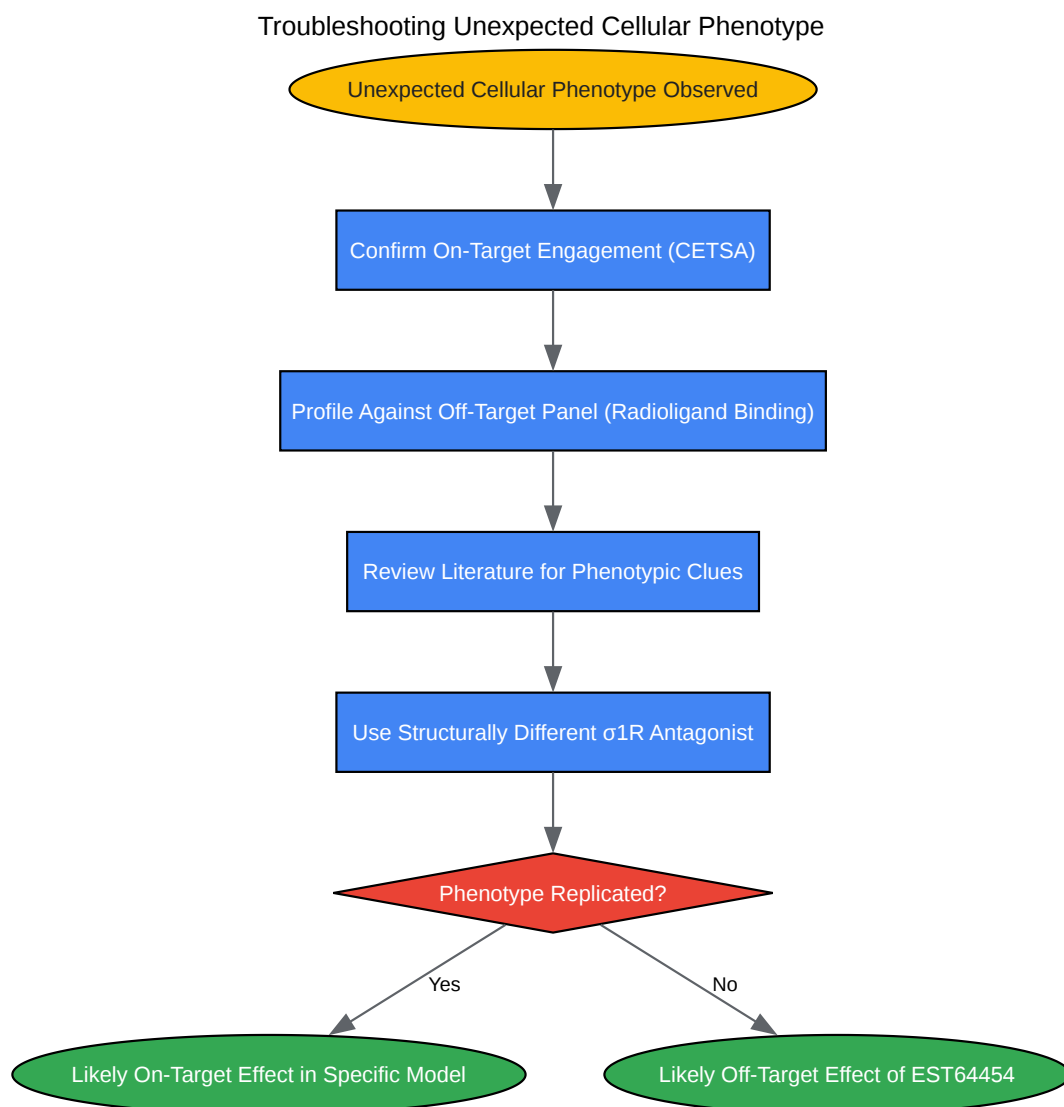 Troubleshooting Unexpected Cellular Phenotype
Unexpected Cellular Phenotype Observed
Confirm On-Target Engagement (CETSA)
Profile Against Off-Target Panel (Radioligand Binding)
Review Literature for Phenotypic Clues
Use Structurally Different σ1R Antagonist
Phenotype Replicated?
Yes
No
Likely On-Target Effect in Specific Model
Likely Off-Target Effect of EST64454